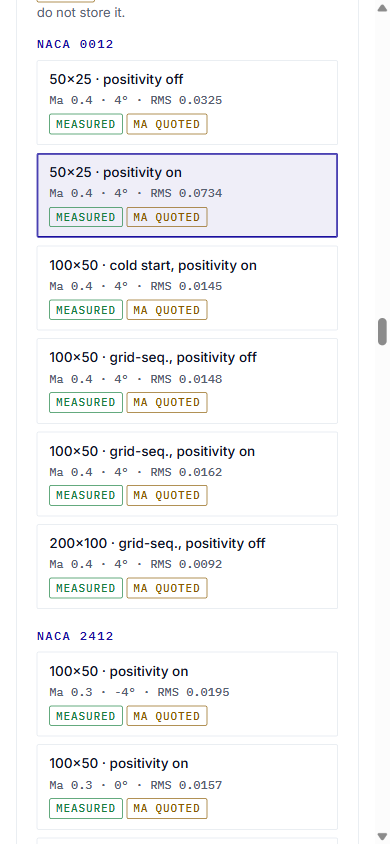 do not store it.
NACA 0012
50×25 · positivity off
Ma 0.4 · 4° · RMS 0.0325
MEASURED MA QUOTED
50×25 · positivity on
Ma 0.4 · 4° · RMS 0.0734
MEASURED MA QUOTED
100×50 · cold start, positivity on
Ma 0.4 · 4° · RMS 0.0145
MEASURED MA QUOTED
100×50 · grid-seq., positivity off
Ma 0.4 · 4° · RMS 0.0148
MEASURED MA QUOTED
100×50 · grid-seq., positivity on
Ma 0.4 · 4° · RMS 0.0162
MEASURED MA QUOTED
200×100 · grid-seq., positivity off
Ma 0.4 · 4° · RMS 0.0092
MEASURED MA QUOTED
NACA 2412
100×50 · positivity on
Ma 0.3 · -4° · RMS 0.0195
MEASURED MA QUOTED
100×50 · positivity on
Ma 0.3 · 0° · RMS 0.0157
MEASURED MA QUOTED